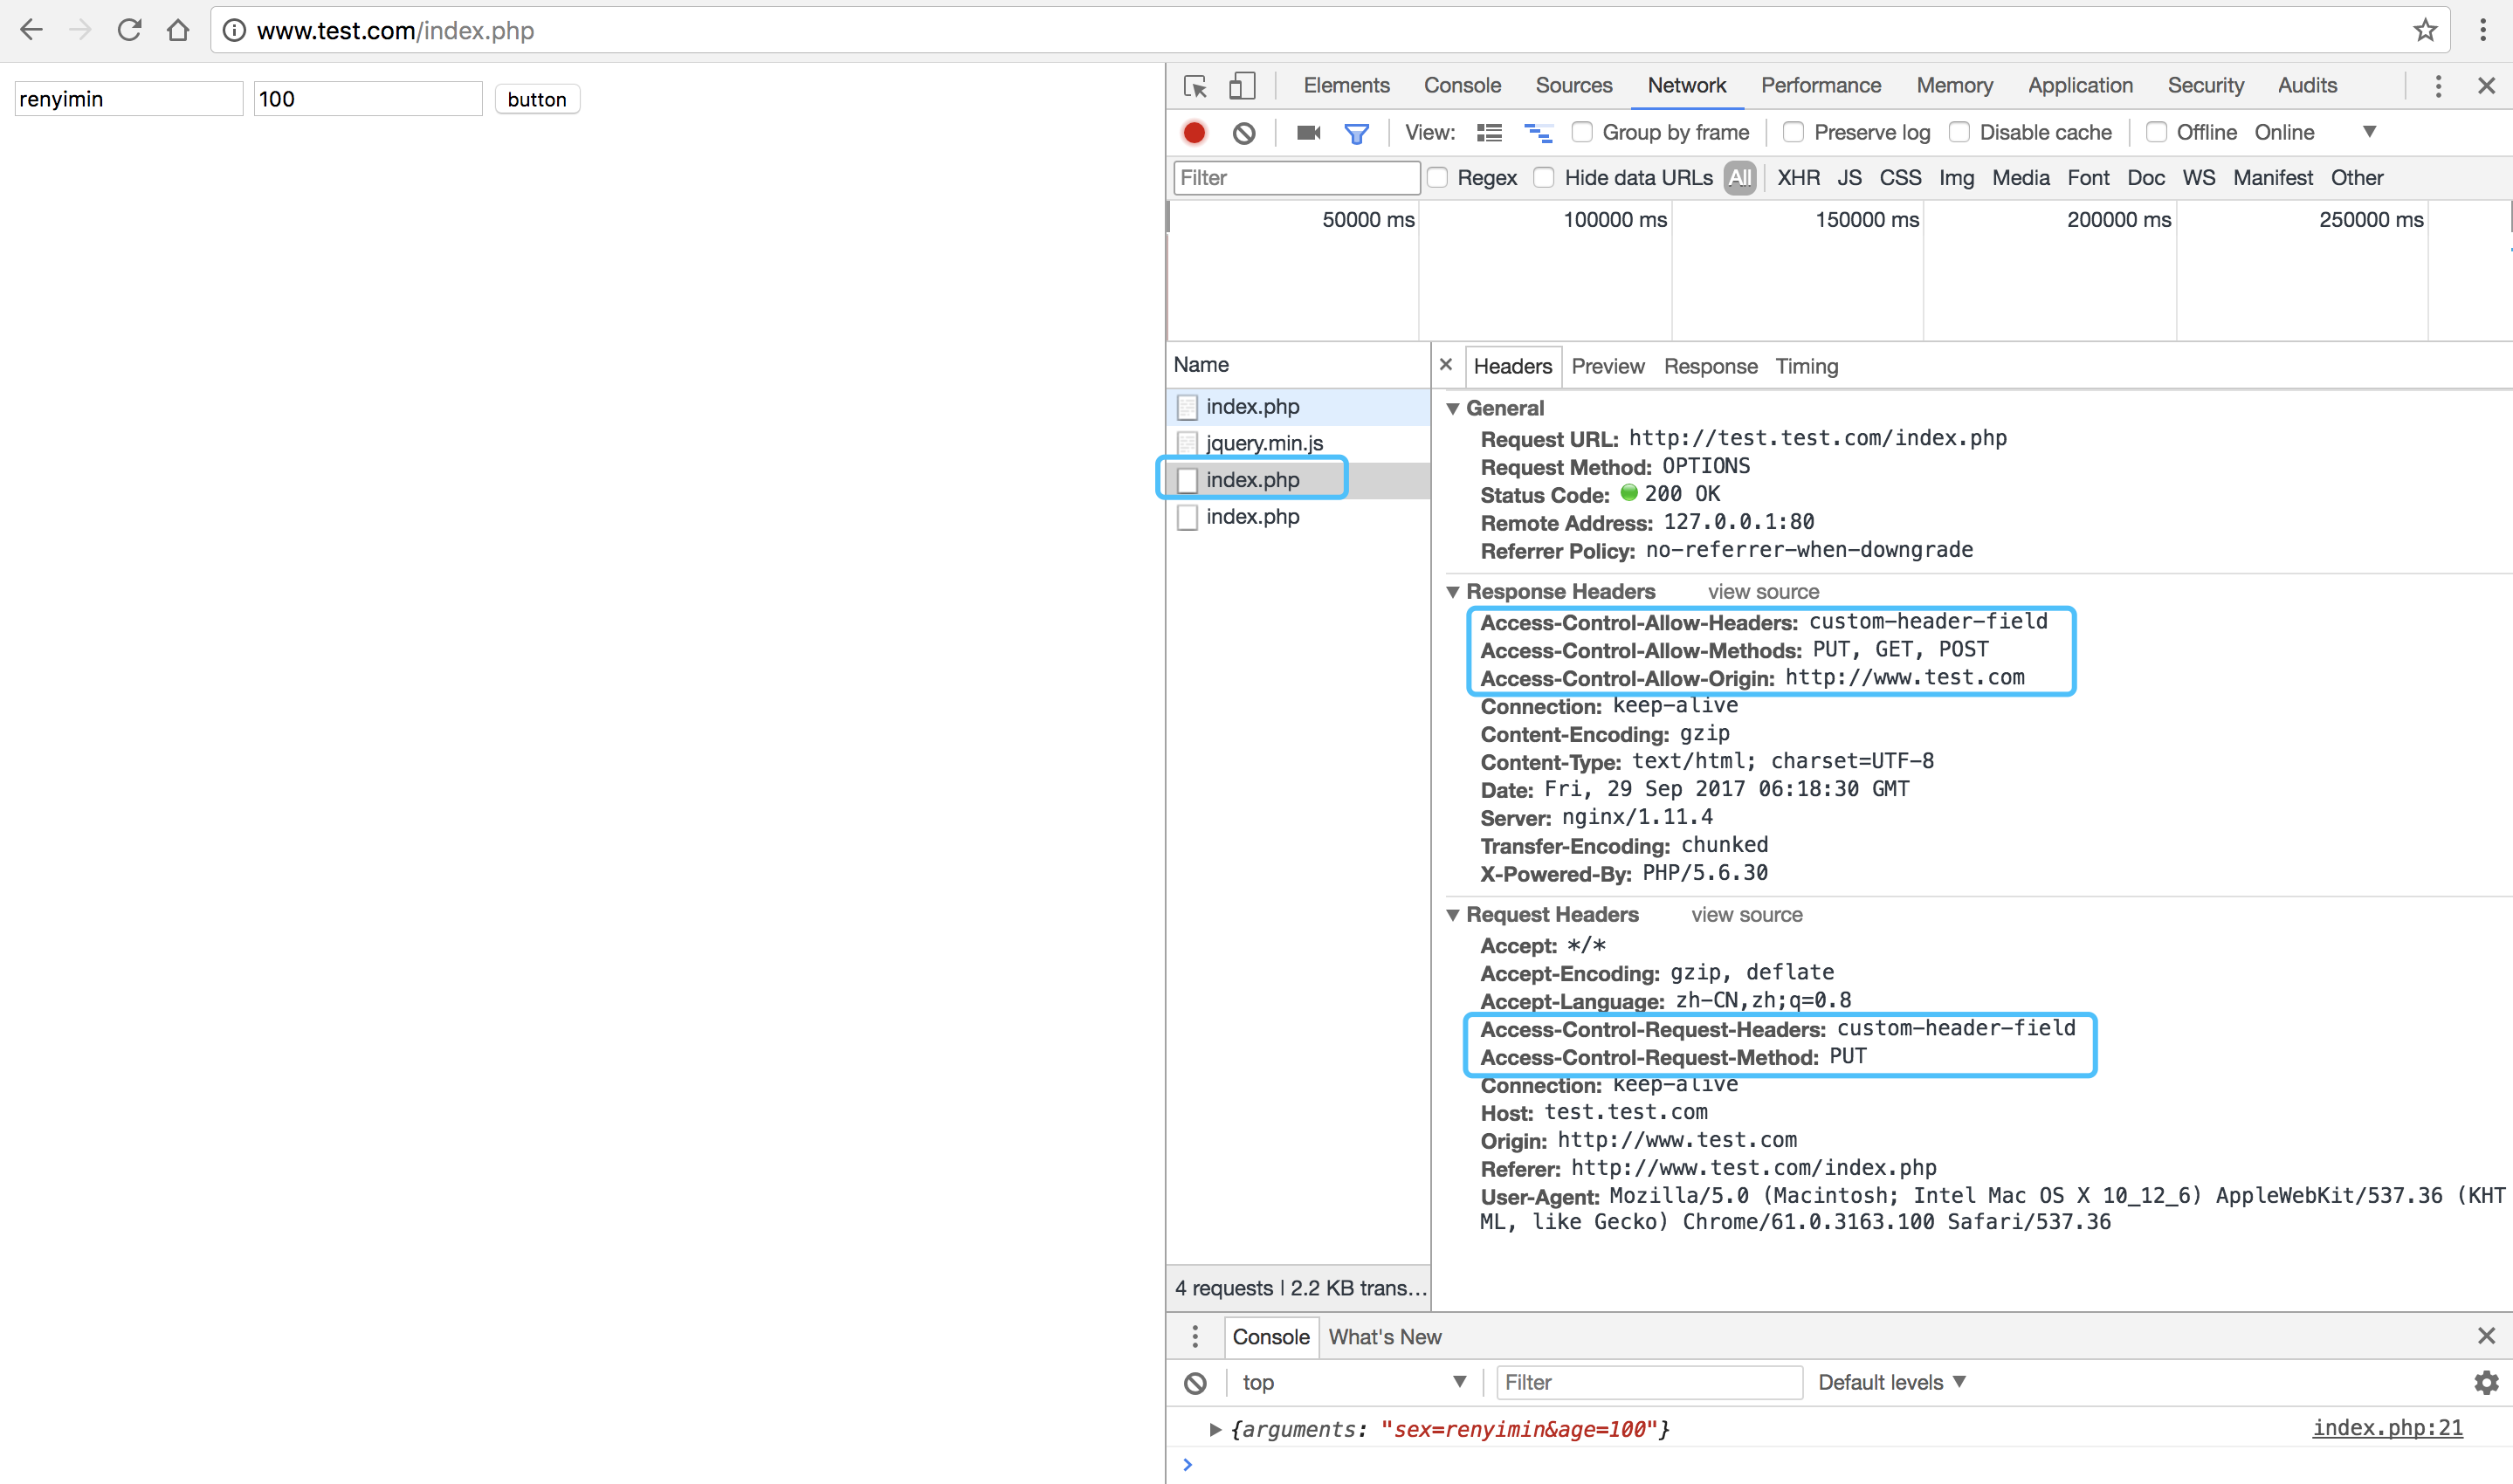 www.test.com/index.php
renyimin 100 button
Elements Console Sources Network Performance Memory Application Security Audits
View: Group by frame Preserve log Disable cache Offline Online
Filter Regex Hide data URLs All XHR JS CSS Img Media Font Doc WS Manifest Other
50000 ms 100000 ms 150000 ms 200000 ms 250000 ms
Name
index.php
jquery.min.js
index.php
index.php
4 requests | 2.2 KB trans...
Headers Preview Response Timing
General
Request URL: http://test.test.com/index.php
Request Method: OPTIONS
Status Code: 200 OK
Remote Address: 127.0.0.1:80
Referrer Policy: no-referrer-when-downgrade
Response Headers view source
Access-Control-Allow-Headers: custom-header-field
Access-Control-Allow-Methods: PUT, GET, POST
Access-Control-Allow-Origin: http://www.test.com
Connection: keep-alive
Content-Encoding: gzip
Content-Type: text/html; charset=UTF-8
Date: Fri, 29 Sep 2017 06:18:30 GMT
Server: nginx/1.11.4
Transfer-Encoding: chunked
X-Powered-By: PHP/5.6.30
Request Headers view source
Accept: */*
Accept-Encoding: gzip, deflate
Accept-Language: zh-CN,zh;q=0.8
Access-Control-Request-Headers: custom-header-field
Access-Control-Request-Method: PUT
Connection: keep-alive
Host: test.test.com
Origin: http://www.test.com
Referer: http://www.test.com/index.php
User-Agent: Mozilla/5.0 (Macintosh; Intel Mac OS X 10_12_6) AppleWebKit/537.36 (KHT
ML, like Gecko) Chrome/61.0.3163.100 Safari/537.36
Console What's New
top Filter Default levels
{arguments: "sex=renyimin&age=100"} index.php:21